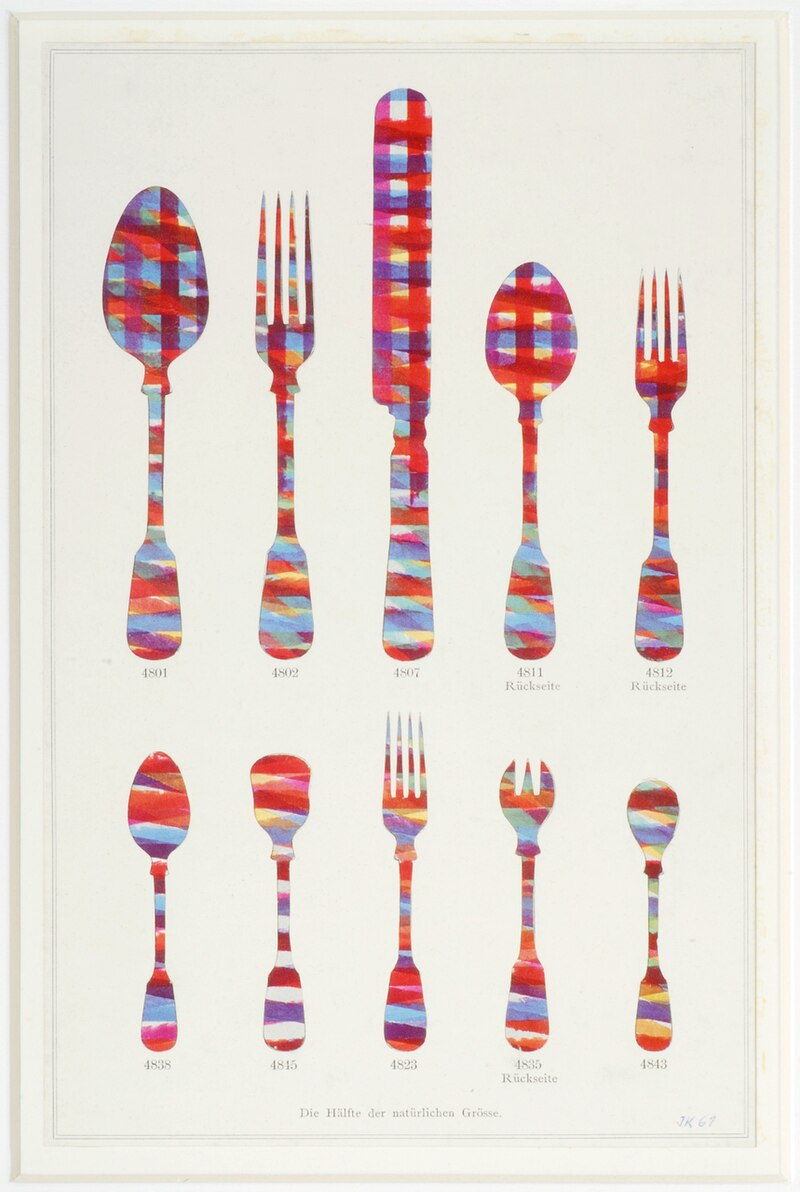 4801 4802 4807 4811 4812
Rückseite Rückseite
4838 4845 4823 4835 4843
Rückseite
Die Hälfte der natürlichen Grösse.
JK 67